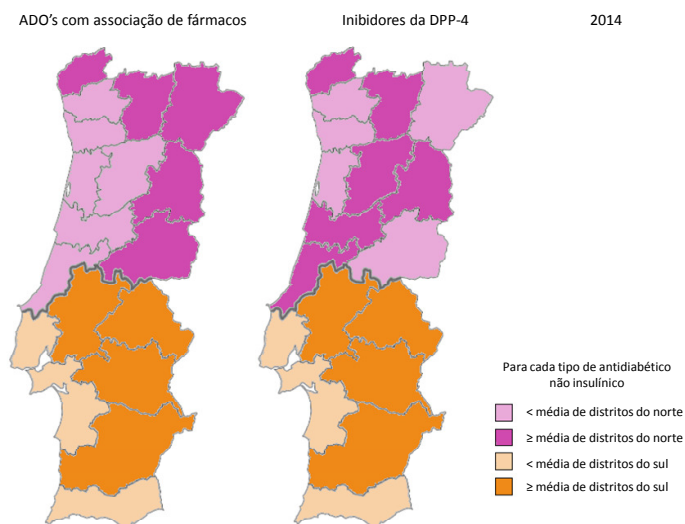 ADO’s com associação de fármacos
Inibidores da DPP-4
2014
Para cada tipo de antidiabético
não insulínico
< média de distritos do norte
≥ média de distritos do norte
< média de distritos do sul
≥ média de distritos do sul